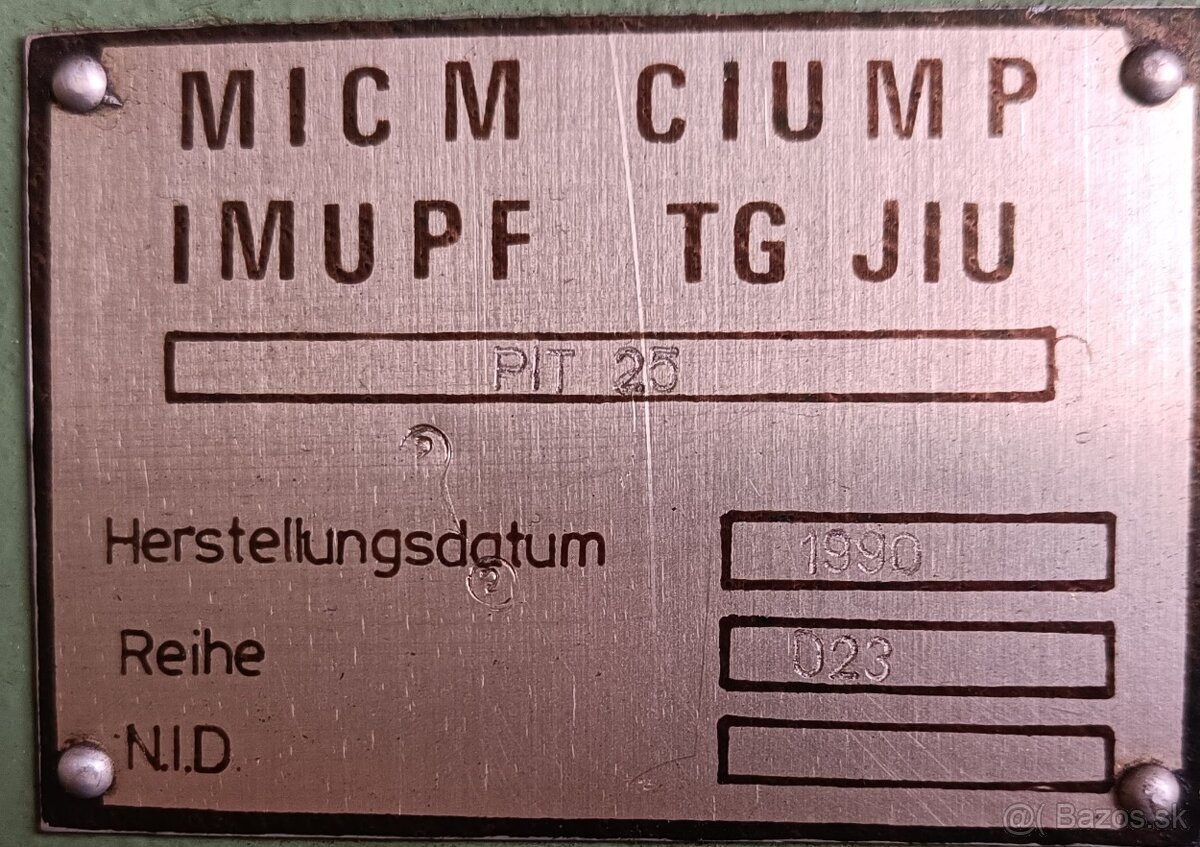 MICM CIUMP
IMUPF TG JIU
PIT 25
Herstellungsdatum 1990
Reihe 023
N.I.D.
@( Bazos.sk